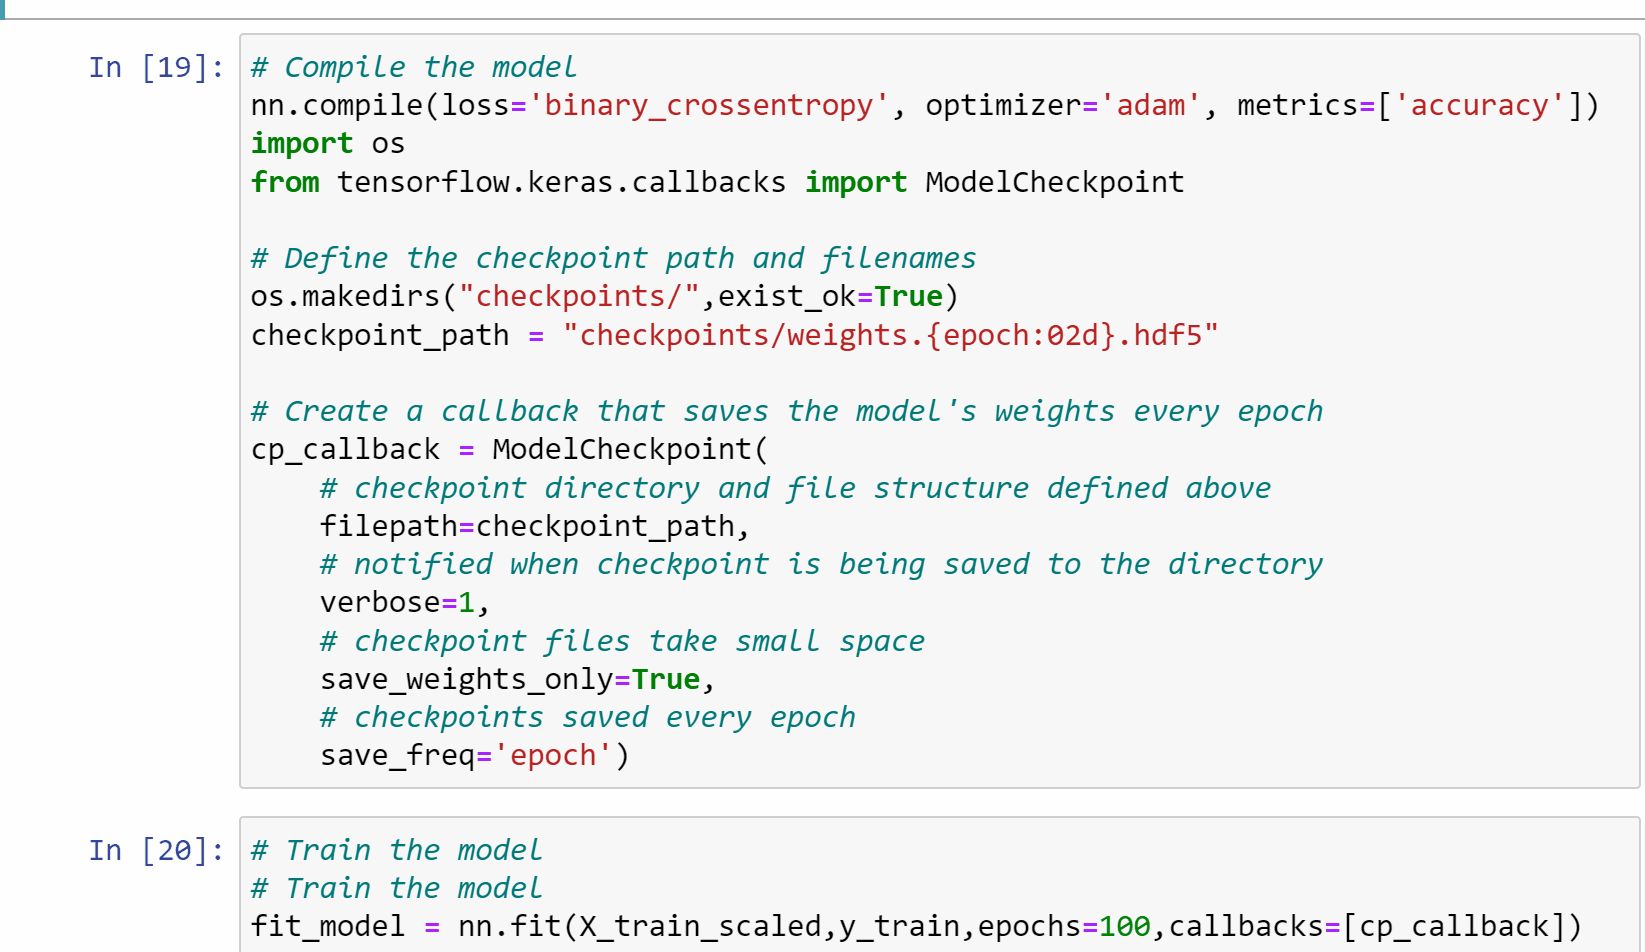 In [19]:
# Compile the model
nn.compile(loss='binary_crossentropy', optimizer='adam', metrics=['accuracy'])
import os
from tensorflow.keras.callbacks import ModelCheckpoint
# Define the checkpoint path and filenames
os.makedirs("checkpoints/",exist_ok=True)
checkpoint_path = "checkpoints/weights.{epoch:02d}.hdf5"
# Create a callback that saves the model's weights every epoch
cp_callback = ModelCheckpoint(
    # checkpoint directory and file structure defined above
    filepath=checkpoint_path,
    # notified when checkpoint is being saved to the directory
    verbose=1,
    # checkpoint files take small space
    save_weights_only=True,
    # checkpoints saved every epoch
    save_freq='epoch')
In [20]:
# Train the model
# Train the model
fit_model = nn.fit(X_train_scaled,y_train,epochs=100,callbacks=[cp_callback])